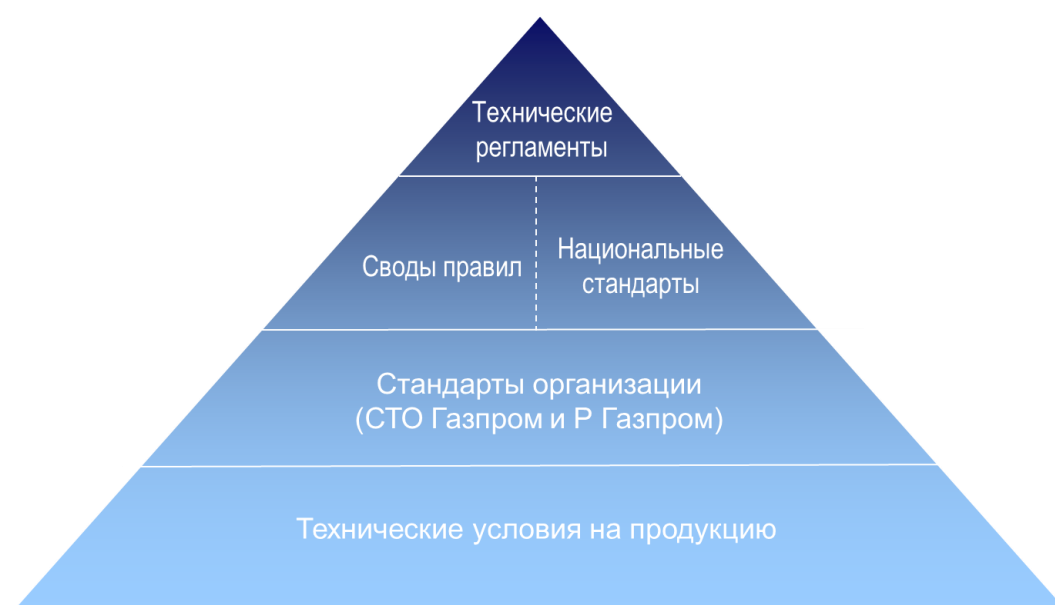 Технические
регламенты
Своды правил
Национальные
стандарты
Стандарты организации
(СТО Газпром и Р Газпром)
Технические условия на продукцию